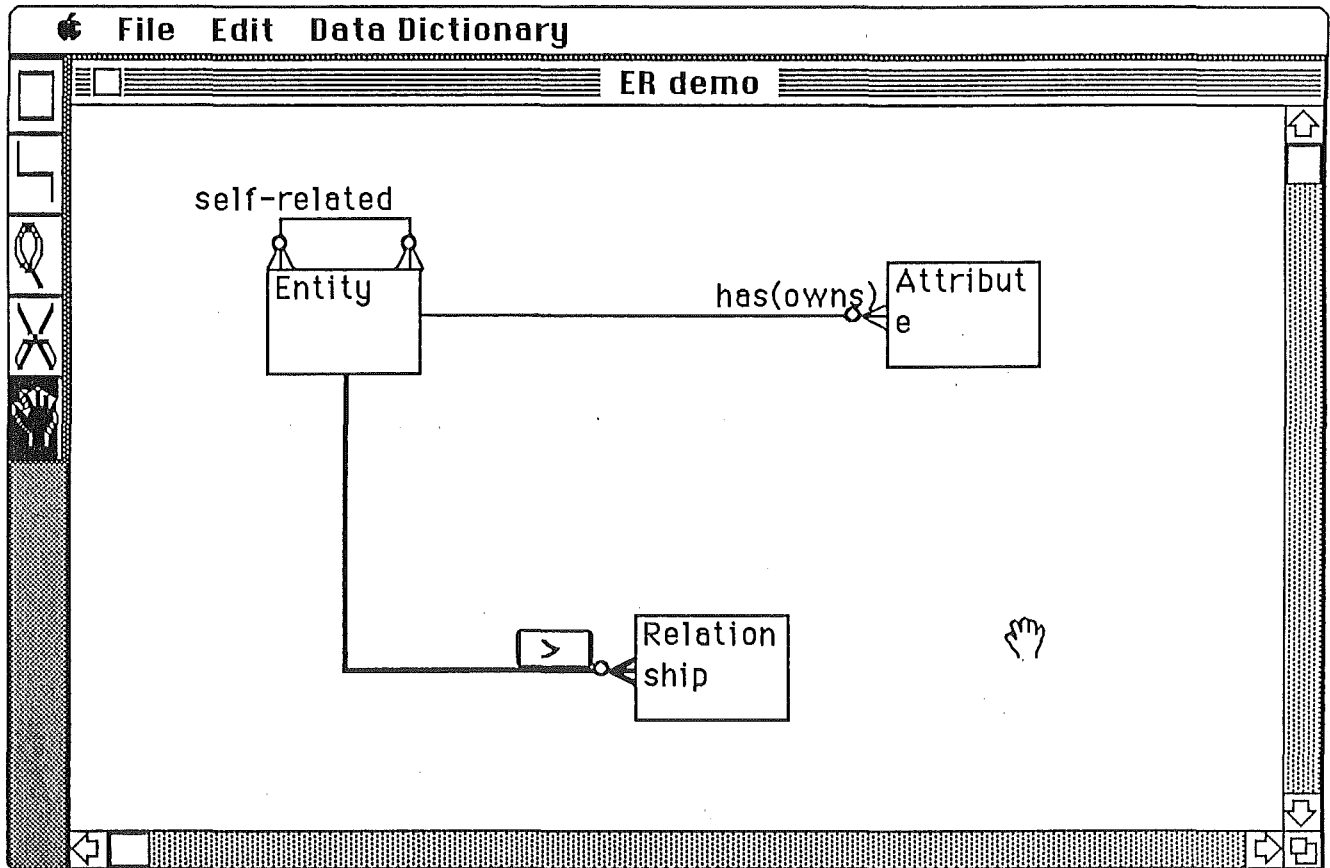 File Edit Data Dictionary
ER demo
self-related
Entity
has(owns)
Attribut
e
>
Relation
ship